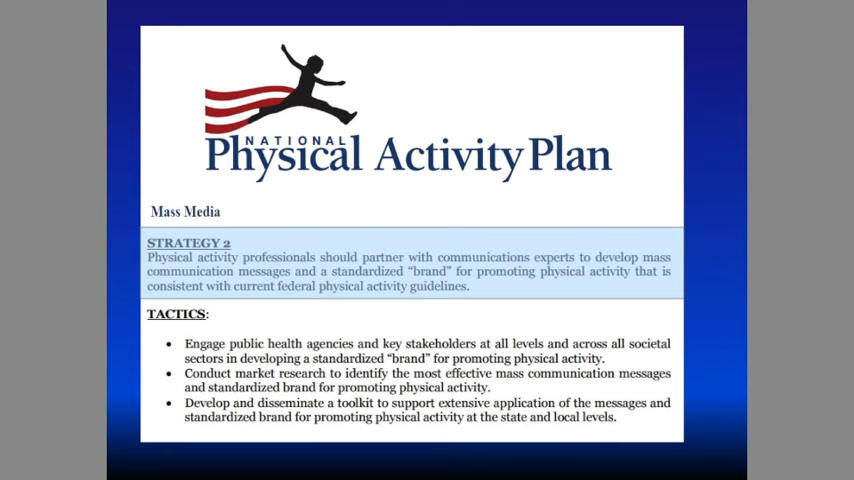 NATIONAL
Physical Activity Plan
Mass Media
STRATEGY 2
Physical activity professionals should partner with communications experts to develop mass
communication messages and a standardized “brand” for promoting physical activity that is
consistent with current federal physical activity guidelines.
TACTICS:
• Engage public health agencies and key stakeholders at all levels and across all societal
sectors in developing a standardized “brand” for promoting physical activity.
• Conduct market research to identify the most effective mass communication messages
and standardized brand for promoting physical activity.
• Develop and disseminate a toolkit to support extensive application of the messages and
standardized brand for promoting physical activity at the state and local levels.